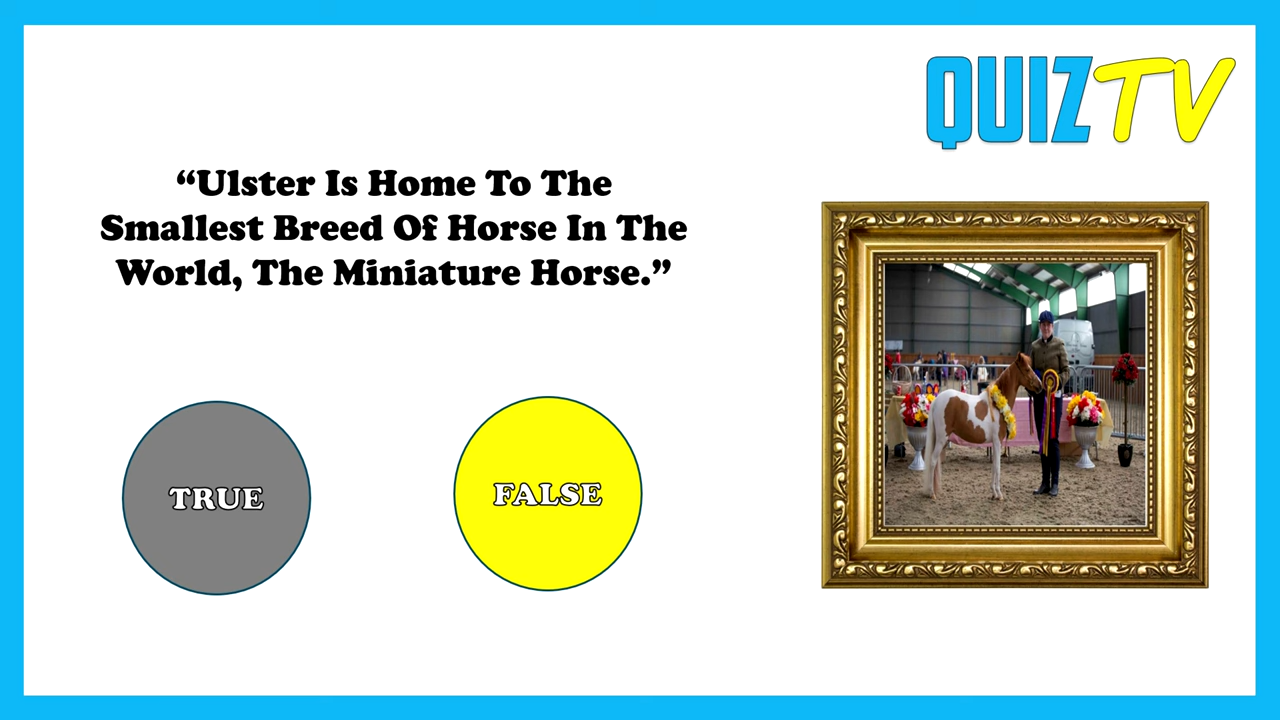 QUIZTV
“Ulster Is Home To The
Smallest Breed Of Horse In The
World, The Miniature Horse.”
TRUE
FALSE